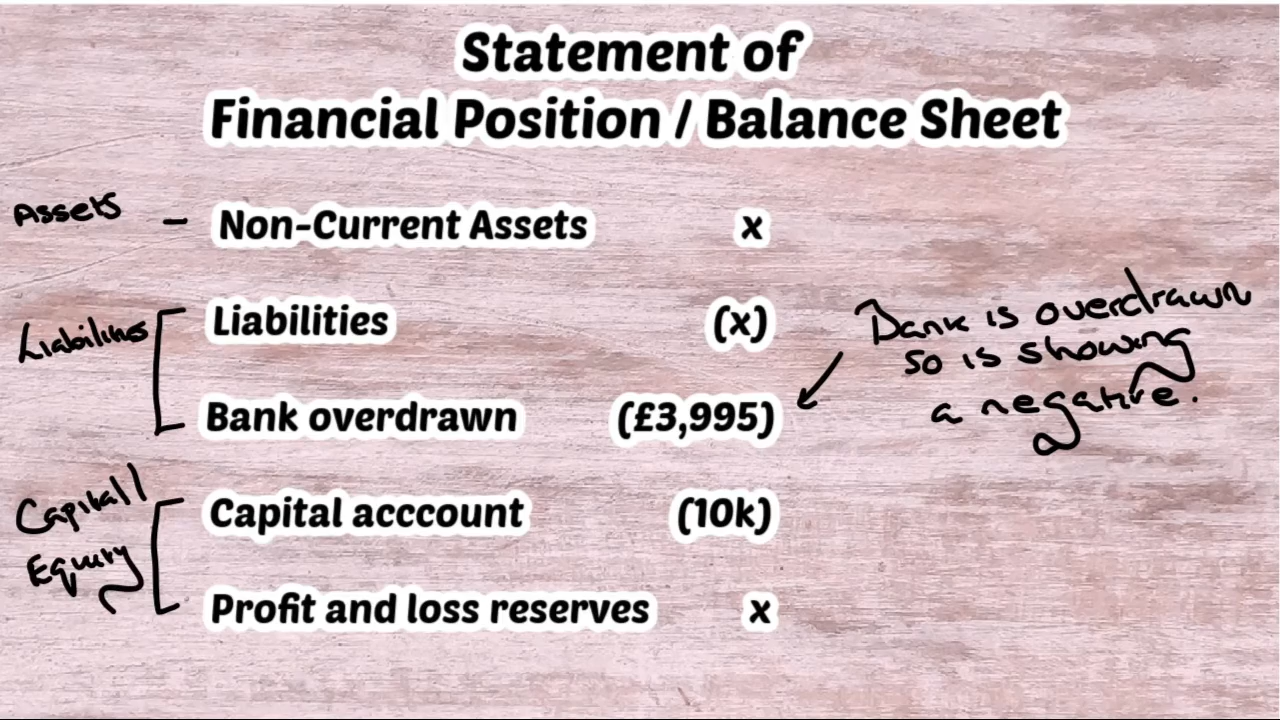 Statement of
Financial Position / Balance Sheet
Assets - Non-Current Assets x
Liabilities Liabilities (x)
Bank is overdrawn
so is showing
a negative.
Bank overdrawn (£3,995)
Capital/
Equity
Capital acccount (10k)
Profit and loss reserves x